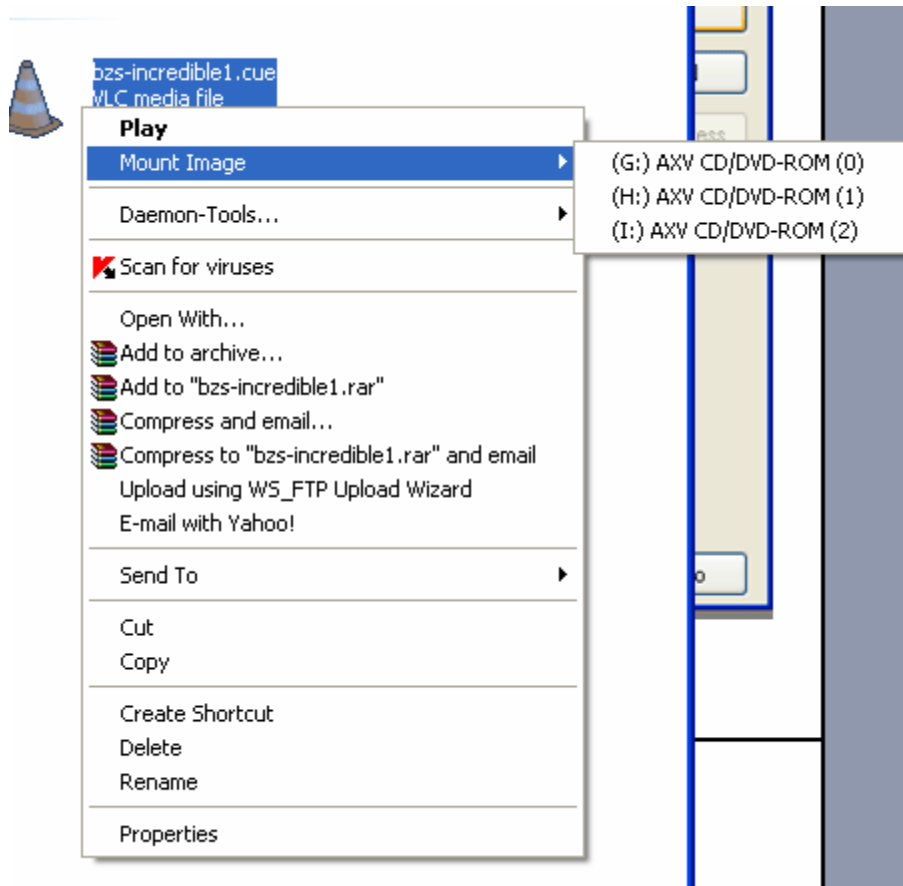 bzs-incredible1.cue
VLC media file
Play
Mount Image
(G:) AXV CD/DVD-ROM (0)
(H:) AXV CD/DVD-ROM (1)
(I:) AXV CD/DVD-ROM (2)
Daemon-Tools...
Scan for viruses
Open With...
Add to archive...
Add to "bzs-incredible1.rar"
Compress and email...
Compress to "bzs-incredible1.rar" and email
Upload using WS_FTP Upload Wizard
E-mail with Yahoo!
Send To
Cut
Copy
Create Shortcut
Delete
Rename
Properties